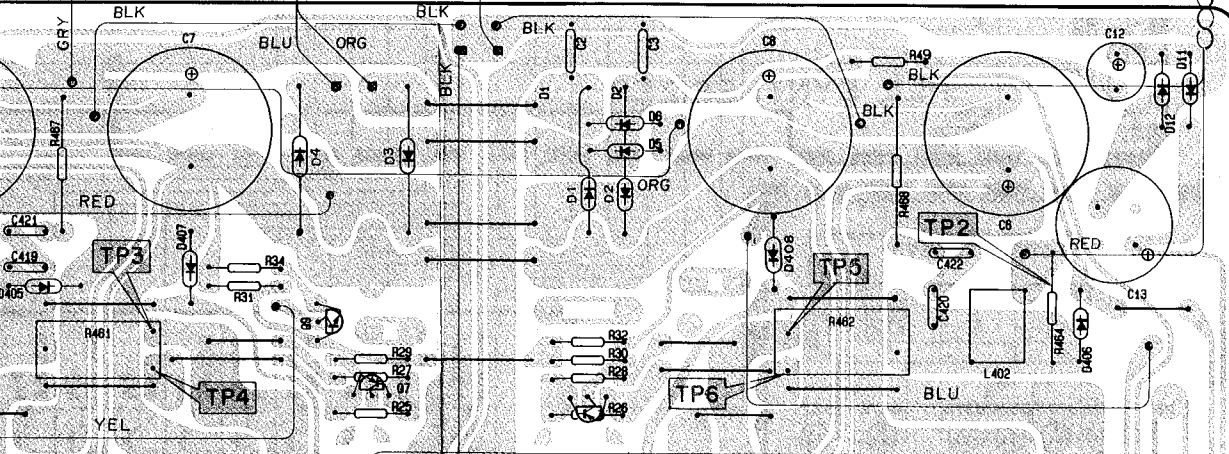 GRY
BLK
C7
BLU
ORG
BLK
BLK
BLK
C2
C3
C8
R49
BLK
C12
D11
D12
R467
D4
D3
D1
D2
D6
D5
BLK
ORG
D1
D2
R468
RED
C421
TP3
D407
C419
D405
R34
R31
D408
TP5
TP2
C6
C422
RED
R461
Q9
R29
R27
Q7
R25
R32
R30
R28
R26
R462
C420
L402
R464
D406
C13
TP4
TP6
BLU
YEL